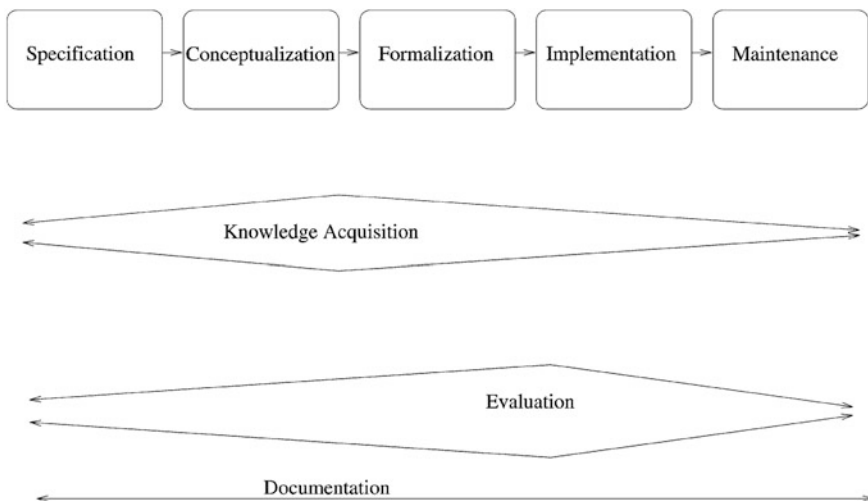 Specification
Conceptualization
Formalization
Implementation
Maintenance
Knowledge Acquisition
Evaluation
Documentation